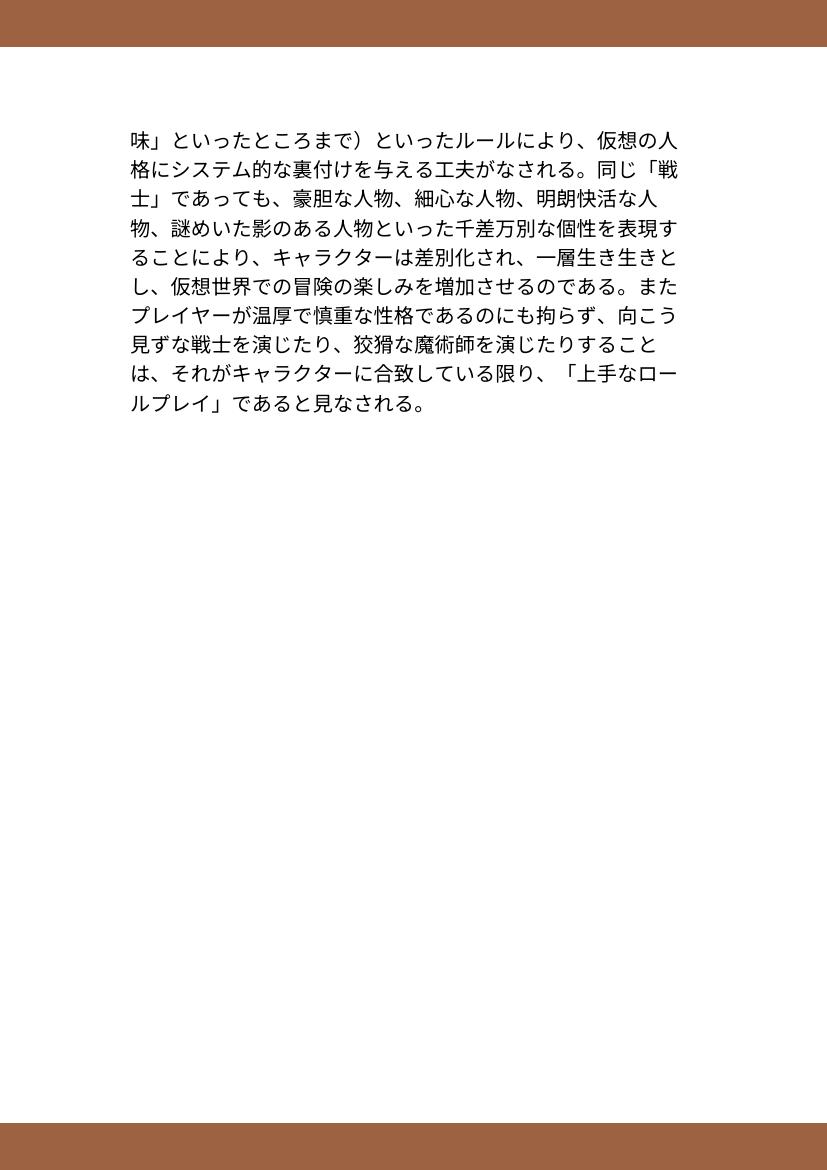 味」といったところまで）といったルールにより、仮想の人
格にシステム的な裏付けを与える工夫がなされる。同じ「戦
士」であっても、豪胆な人物、細心な人物、明朗快活な人
物、謎めいた影のある人物といった千差万別な個性を表現す
ることにより、キャラクターは差別化され、一層生き生きと
し、仮想世界での冒険の楽しみを増加させるのである。また
プレイヤーが温厚で慎重な性格であるのにも拘らず、向こう
見ずな戦士を演じたり、狡猾な魔術師を演じたりすること
は、それがキャラクターに合致している限り、「上手なロー
ルプレイ」であると見なされる。